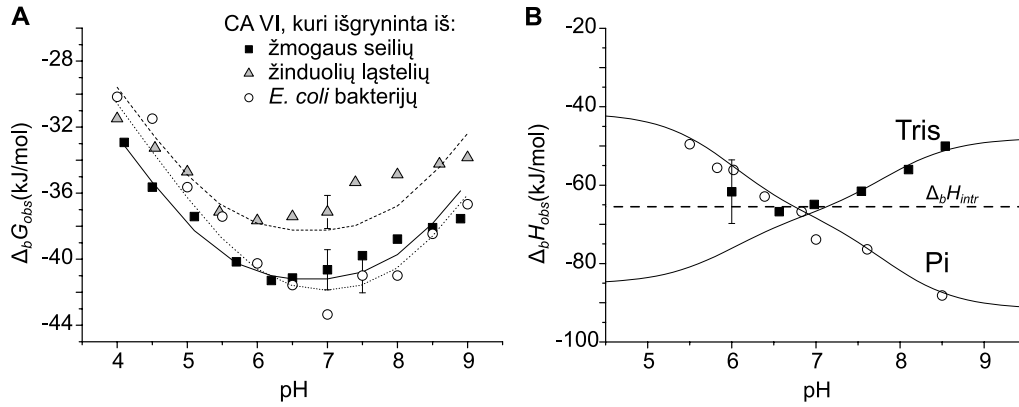 A
CA VI, kuri išgryninta iš:
žmogaus seilių
žinduolių ląstelių
E. coli bakterijų
-28
-32
-36
-40
-44
ΔbGobs(kJ/mol)
4 5 6 7 8 9
pH
B
-20
-40
-60
-80
-100
ΔbHobs(kJ/mol)
Tris
ΔbHintr
Pi
5 6 7 8 9
pH